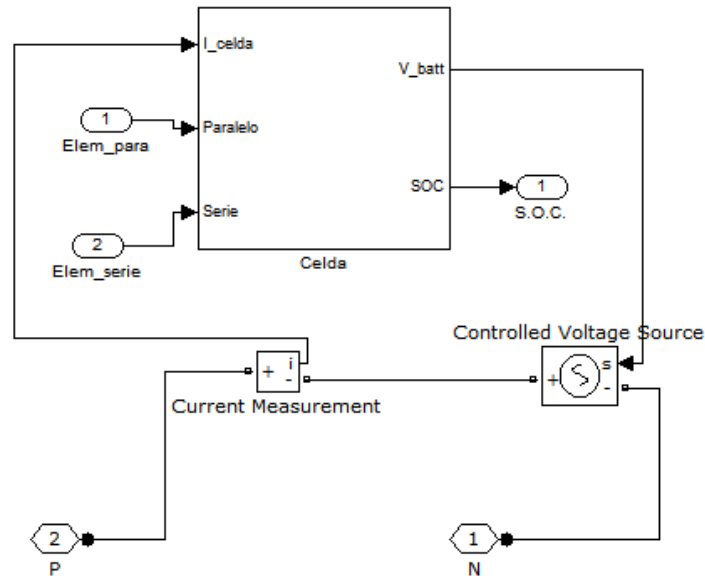 I_celda
V_batt
1
Elem_para
Paralelo
SOC
1
S.O.C.
Serie
2
Elem_serie
Celda
Controlled Voltage Source
+ i
-
Current Measurement
+ s
-
2
P
1
N